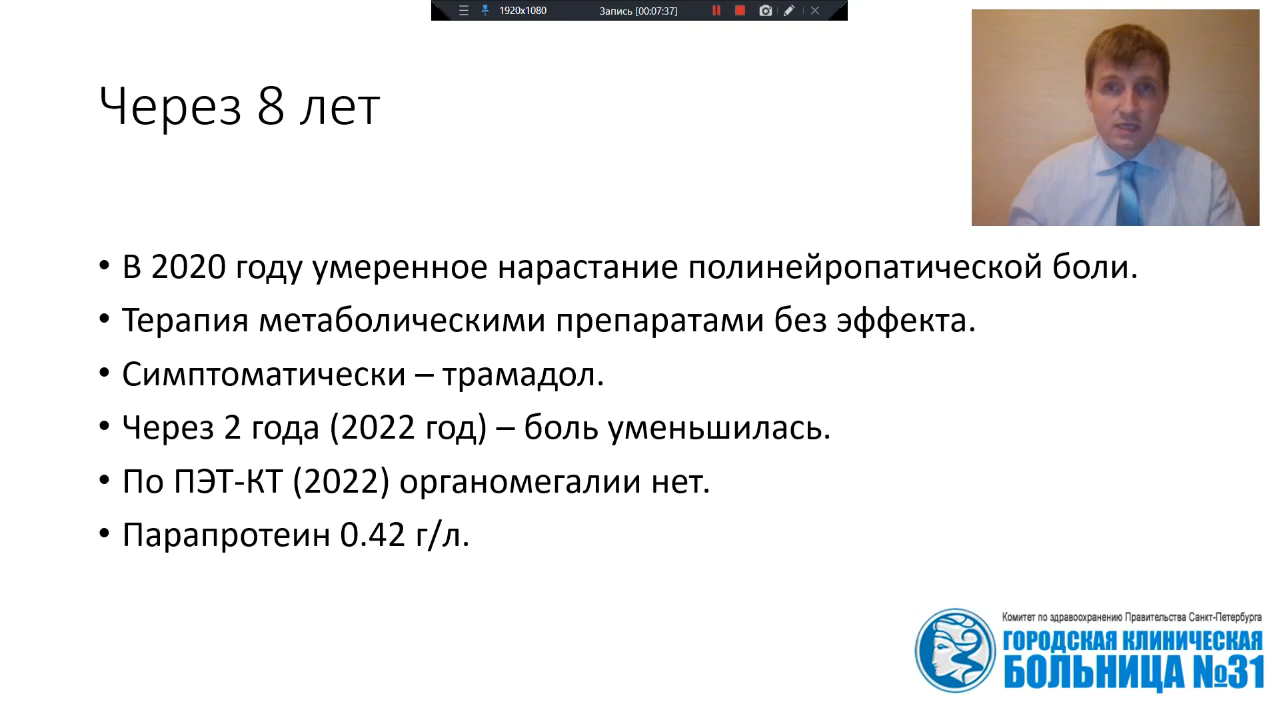 1920x1080 Запись [00:07:37]
Через 8 лет
• В 2020 году умеренное нарастание полинейропатической боли.
• Терапия метаболическими препаратами без эффекта.
• Симптоматически – трамадол.
• Через 2 года (2022 год) – боль уменьшилась.
• По ПЭТ-КТ (2022) органомегалии нет.
• Парапротеин 0.42 г/л.
Комитет по здравоохранению Правительства Санкт-Петербурга
ГОРОДСКАЯ КЛИНИЧЕСКАЯ
БОЛЬНИЦА №31